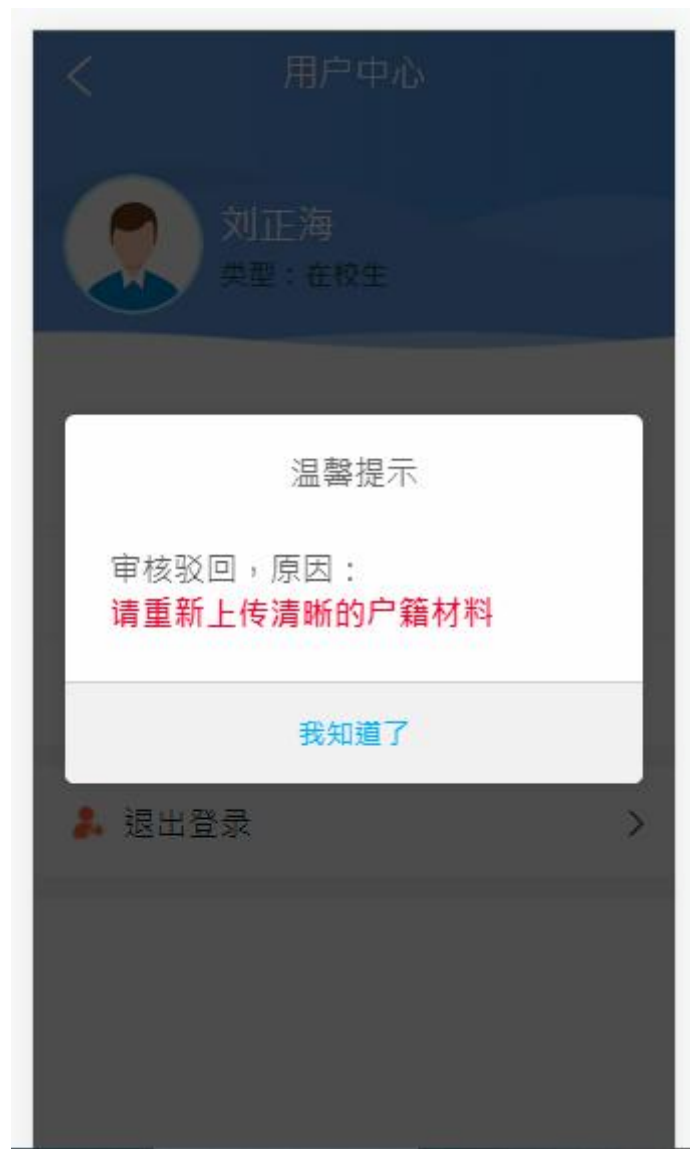 用户中心
刘正海
类型：在校生
温馨提示
审核驳回，原因：
请重新上传清晰的户籍材料
我知道了
退出登录